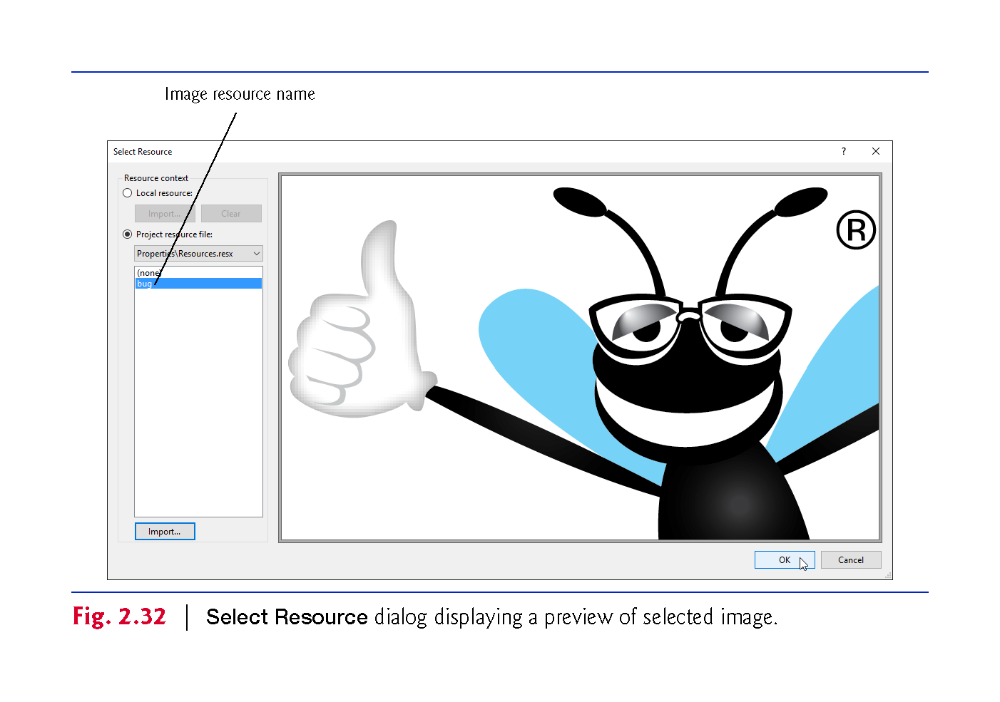 Image resource name
Select Resource
?
Resource context
Local resource:
Import... Clear
Project resource file:
Properties\Resources.resx
(none)
bug
Import...
®
OK Cancel
Fig. 2.32 | Select Resource dialog displaying a preview of selected image.